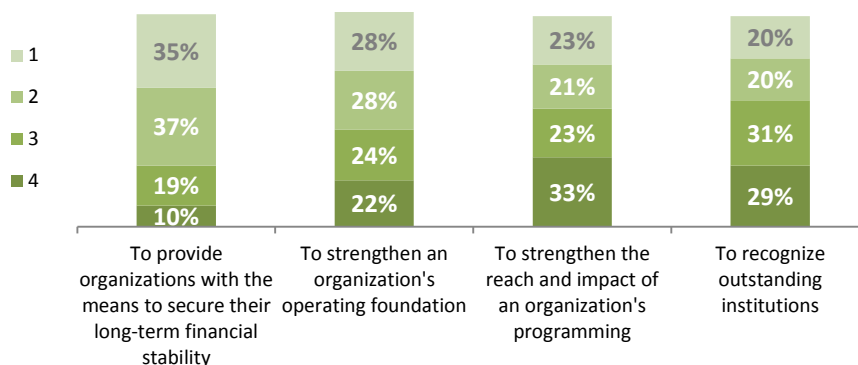 1
2
3
4
35%
37%
19%
10%
28%
28%
24%
22%
23%
21%
23%
33%
20%
20%
31%
29%
To provide
organizations with the
means to secure their
long-term financial
stability
To strengthen an
organization's
operating foundation
To strengthen the
reach and impact of
an organization's
programming
To recognize
outstanding
institutions